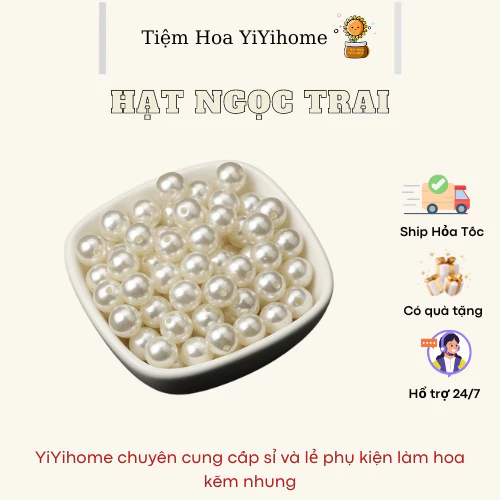 Tiệm Hoa YiYihome
HẠT NGỌC TRAI
Ship Hỏa Tôc
Có quà tặng
Hổ trợ 24/7
YiYihome chuyên cung cấp sỉ và lẻ phụ kiện làm hoa
kẽm nhung